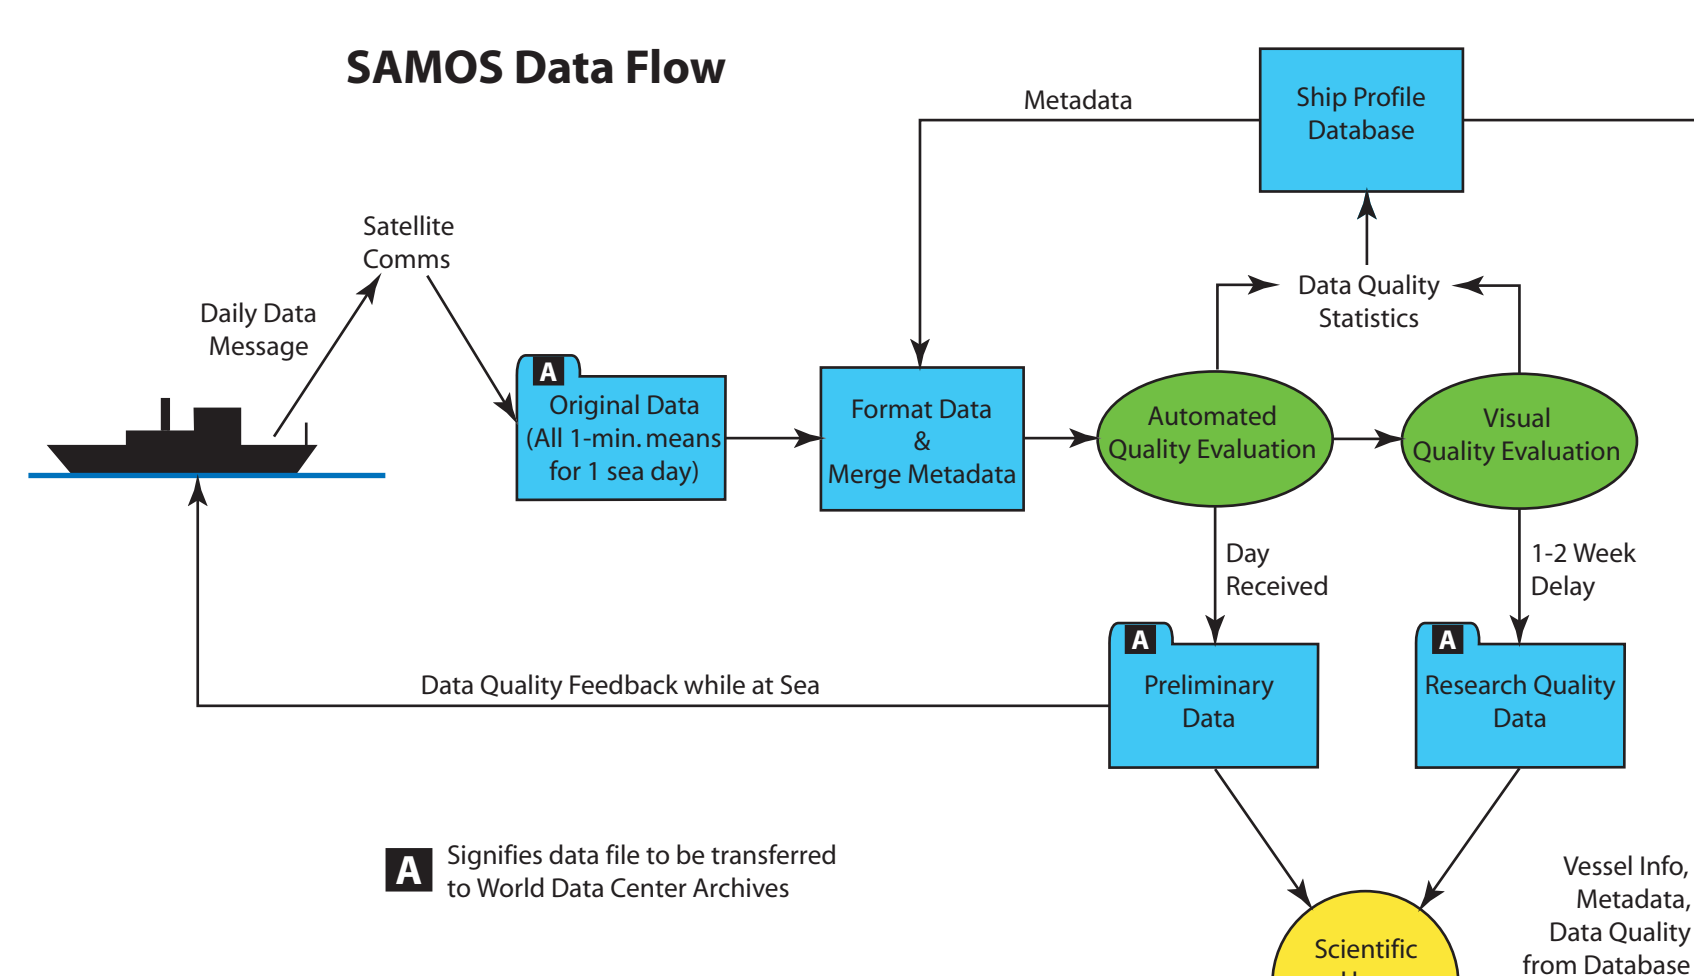 SAMOS Data Flow
Metadata
Ship Profile
Database
Satellite
Comms
Daily Data
Message
Data Quality
Statistics
A
Original Data
(All 1-min. means
for 1 sea day)
Format Data
&
Merge Metadata
Automated
Quality Evaluation
Visual
Quality Evaluation
Day
Received
1-2 Week
Delay
A
Preliminary
Data
A
Research Quality
Data
Data Quality Feedback while at Sea
A
Signifies data file to be transferred
to World Data Center Archives
Vessel Info,
Metadata,
Data Quality
from Database
Scientific